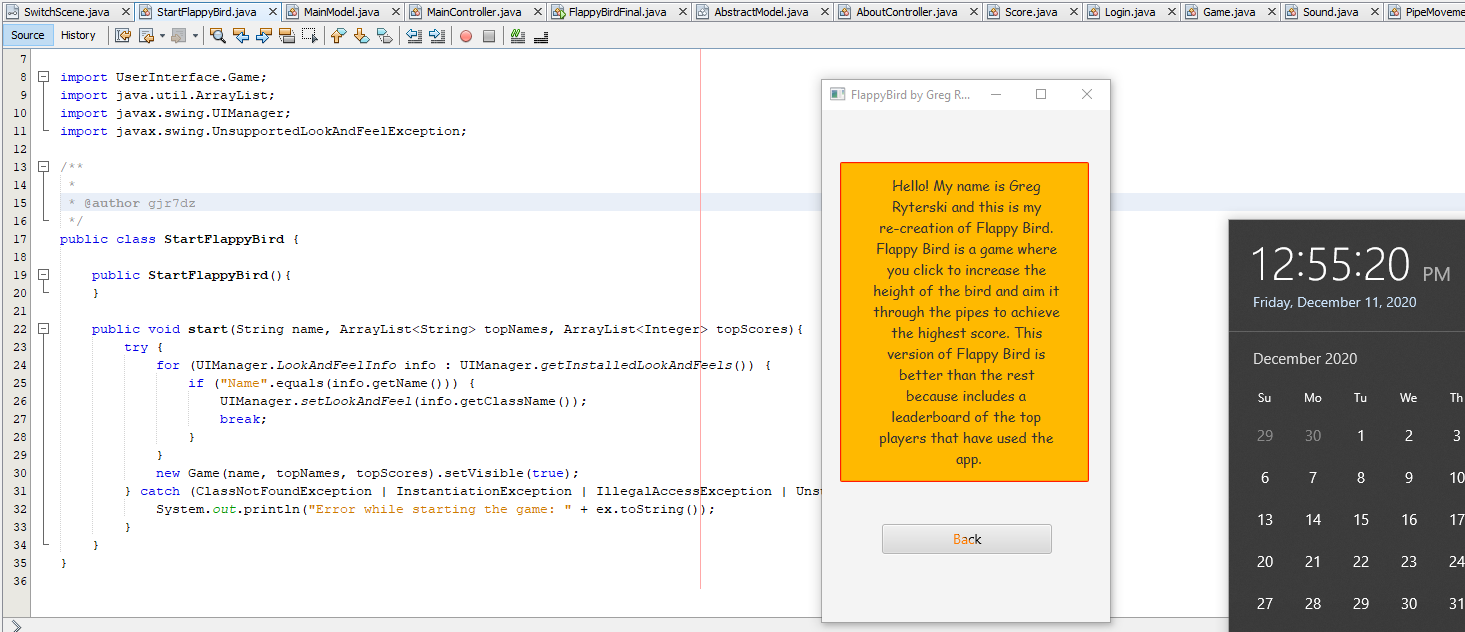 SwitchScene.java StartFlappyBird.java MainModel.java MainController.java FlappyBirdFinal.java AbstractModel.java AboutController.java Score.java Login.java Game.java Sound.java PipeMoveme
Source History
7
8 import UserInterface.Game;
9 import java.util.ArrayList;
10 import javax.swing.UIManager;
11 import javax.swing.UnsupportedLookAndFeelException;
12
13 /**
14 *
15 * @author gjr7dz
16 */
17 public class StartFlappyBird {
18
19 public StartFlappyBird(){
20 }
21
22 public void start(String name, ArrayList<String> topNames, ArrayList<Integer> topScores){
23 try {
24 for (UIManager.LookAndFeelInfo info : UIManager.getInstalledLookAndFeels()) {
25 if ("Name".equals(info.getName())) {
26 UIManager.setLookAndFeel(info.getClassName());
27 break;
28 }
29 }
30 new Game(name, topNames, topScores).setVisible(true);
31 } catch (ClassNotFoundException | InstantiationException | IllegalAccessException | Uns
32 System.out.println("Error while starting the game: " + ex.toString());
33 }
34 }
35 }
36
FlappyBird by Greg R...
Hello! My name is Greg
Ryterski and this is my
re-creation of Flappy Bird.
Flappy Bird is a game where
you click to increase the
height of the bird and aim it
through the pipes to achieve
the highest score. This
version of Flappy Bird is
better than the rest
because includes a
leaderboard of the top
players that have used the
app.
Back
12:55:20 PM
Friday, December 11, 2020
December 2020
Su Mo Tu We Th
29 30 1 2 3
6 7 8 9 10
13 14 15 16 17
20 21 22 23 24
27 28 29 30 31